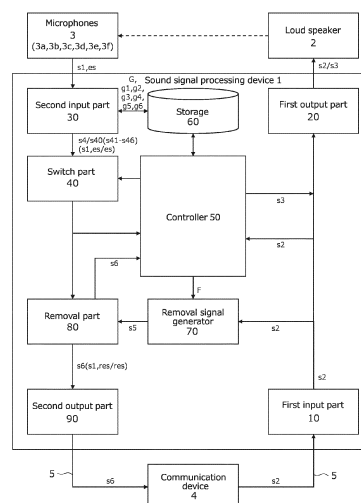 Microphones
3
(3a,3b,3c,3d,3e,3f)
Loud speaker
2
s1,es
s2/s3
G,
g1,g2,
g3,g4,
g5,g6
Sound signal processing device 1
Second input part
30
Storage
60
First output part
20
s4/s40(s41-s46)
(s1,es/es)
Switch part
40
Controller 50
s3
s2
s6
F
Removal part
80
s5
Removal signal
generator
70
s2
s6(s1,res/res)
s2
Second output part
90
First input part
10
5
s6
Communication
device
4
s2
5